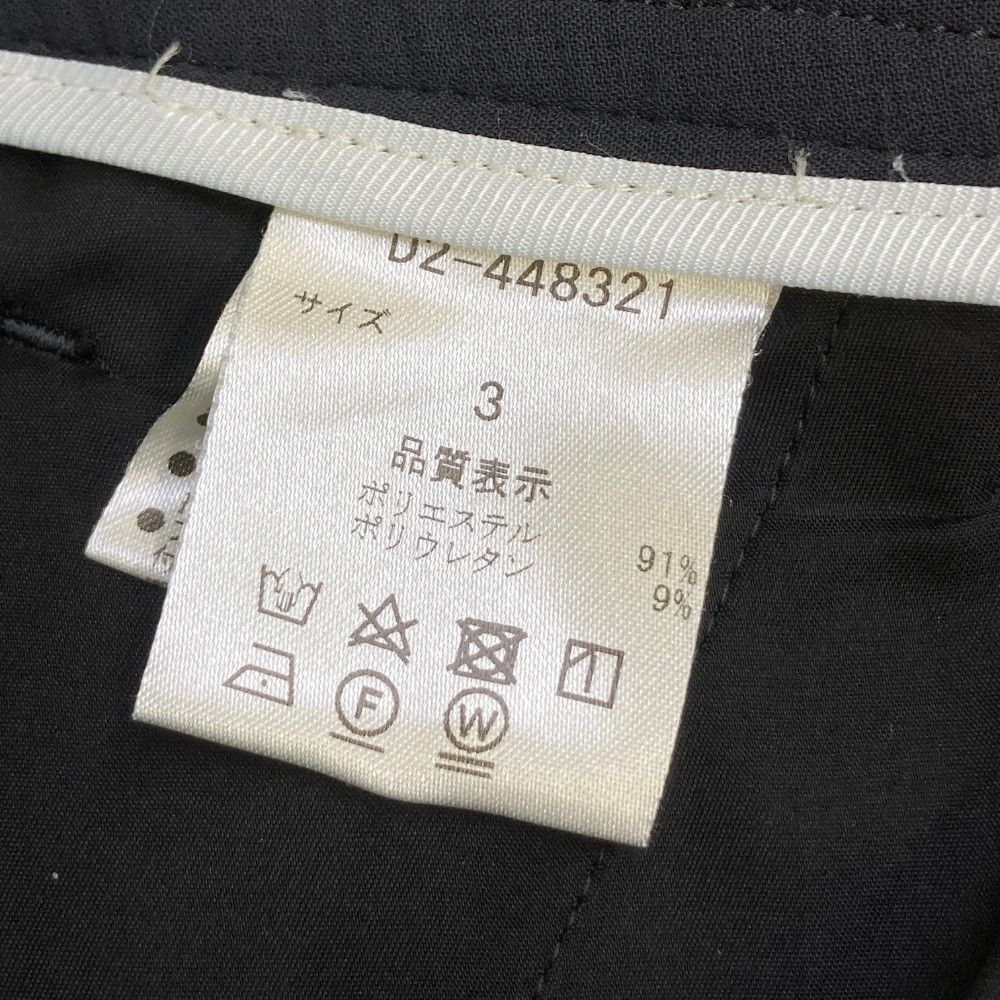 D2-448321
サイズ
3
品質表示
ポリエステル 91%
ポリウレタン 9%
F
W